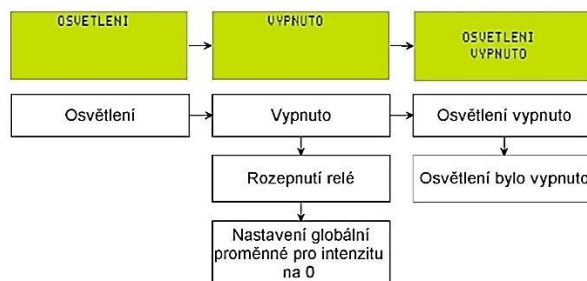 OSVETLENI
VYPNUTO
OSVETLENI
VYPNUTO
Osvětlení
Vypnuto
Osvětlení vypnuto
Rozepnutí relé
Osvětlení bylo vypnuto
Nastavení globální
proměnné pro intenzitu
na 0